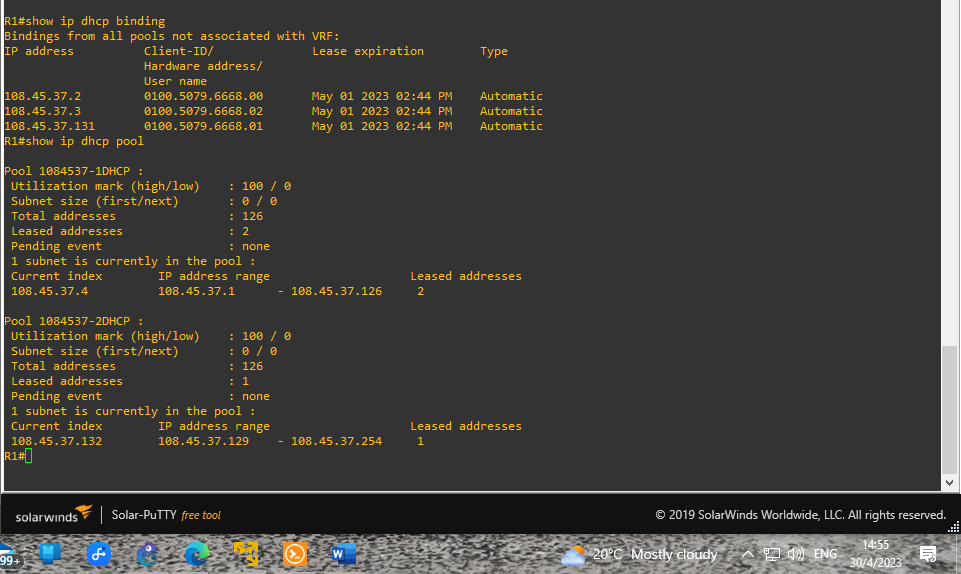 R1#show ip dhcp binding
Bindings from all pools not associated with VRF:
IP address          Client-ID/              Lease expiration        Type
                    Hardware address/
                    User name
108.45.37.2         0100.5079.6668.00       May 01 2023 02:44 PM    Automatic
108.45.37.3         0100.5079.6668.02       May 01 2023 02:44 PM    Automatic
108.45.37.131       0100.5079.6668.01       May 01 2023 02:44 PM    Automatic
R1#show ip dhcp pool
Pool 1084537-1DHCP :
 Utilization mark (high/low)    : 100 / 0
 Subnet size (first/next)       : 0 / 0
 Total addresses                : 126
 Leased addresses               : 2
 Pending event                  : none
 1 subnet is currently in the pool :
 Current index        IP address range                    Leased addresses
 108.45.37.4          108.45.37.1      - 108.45.37.126     2
Pool 1084537-2DHCP :
 Utilization mark (high/low)    : 100 / 0
 Subnet size (first/next)       : 0 / 0
 Total addresses                : 126
 Leased addresses               : 1
 Pending event                  : none
 1 subnet is currently in the pool :
 Current index        IP address range                    Leased addresses
 108.45.37.132        108.45.37.129    - 108.45.37.254     1
R1#
solarwinds | Solar-PuTTY free tool © 2019 SolarWinds Worldwide, LLC. All rights reserved.
99+ W 20°C Mostly cloudy ENG 14:55
30/4/2023